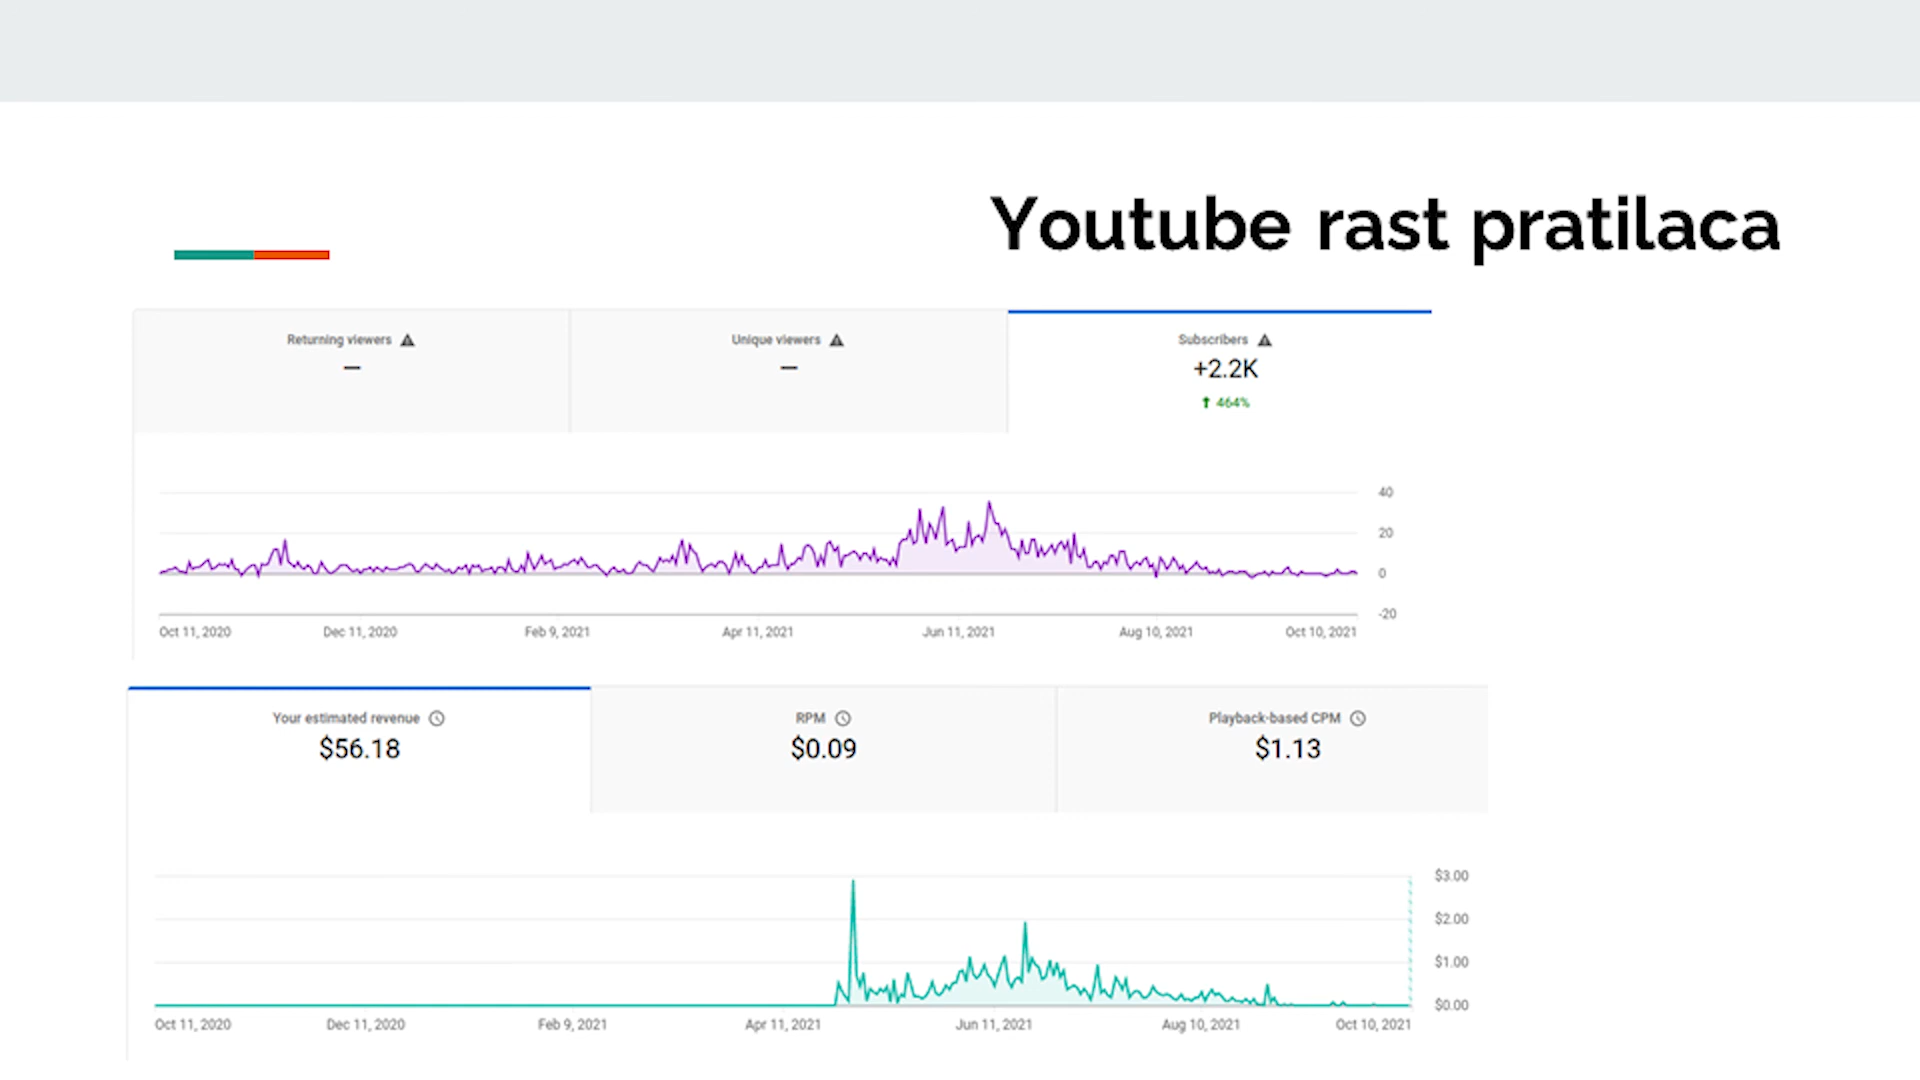 Youtube rast pratilaca
Returning viewers
—
Unique viewers
—
Subscribers
+2.2K
464%
40
20
0
-20
Oct 11, 2020 Dec 11, 2020 Feb 9, 2021 Apr 11, 2021 Jun 11, 2021 Aug 10, 2021 Oct 10, 2021
Your estimated revenue
$56.18
RPM
$0.09
Playback-based CPM
$1.13
$3.00
$2.00
$1.00
$0.00
Oct 11, 2020 Dec 11, 2020 Feb 9, 2021 Apr 11, 2021 Jun 11, 2021 Aug 10, 2021 Oct 10, 2021